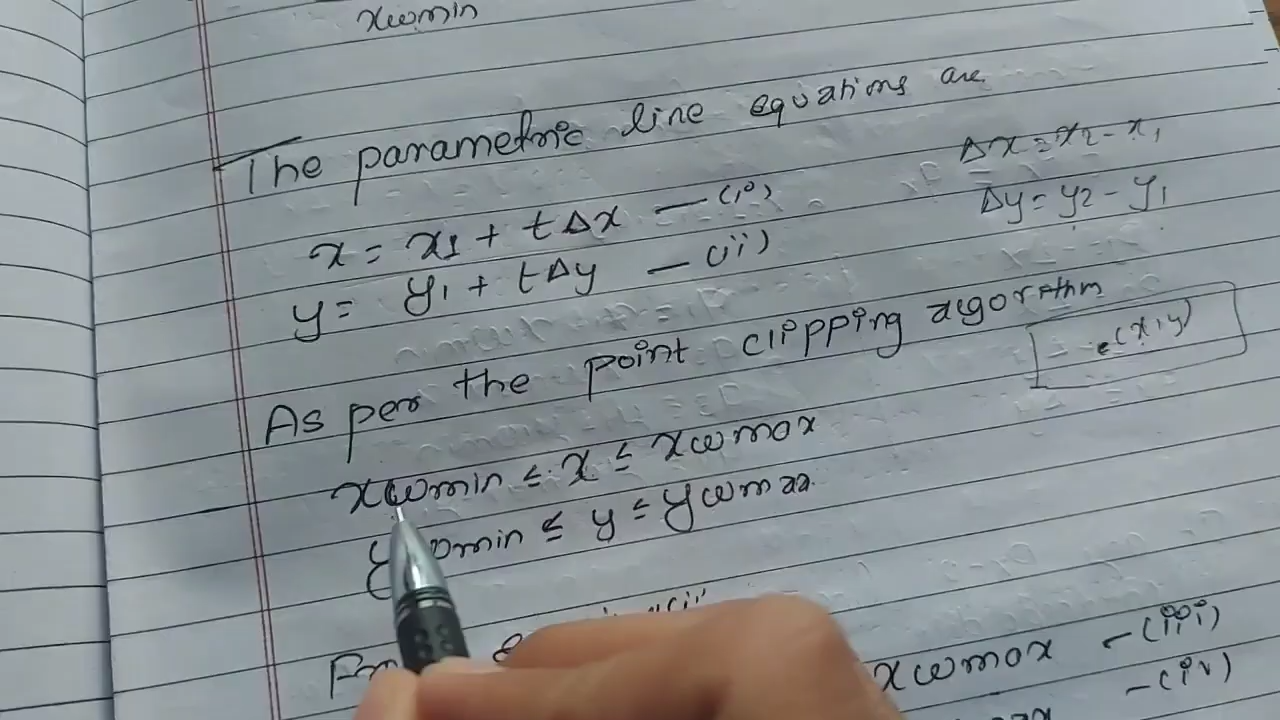 xwmin
The parametric line equations are
Δx = x2 - x1
Δy = y2 - y1
x = x1 + tΔx — (i)
y = y1 + tΔy — (ii)
As per the point clipping algorithm
(x,y)
xwmin ≤ x ≤ xwmax
ywmin ≤ y ≤ ywmax
xwmax - (iii)
- (iv)